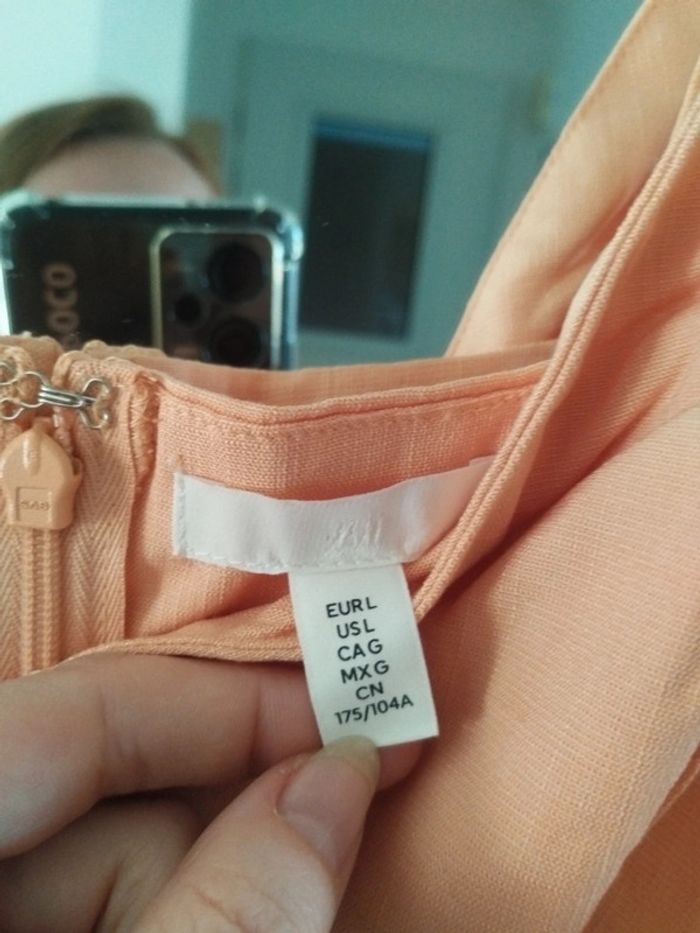 EUR L
US L
CA G
MX G
CN
175/104A